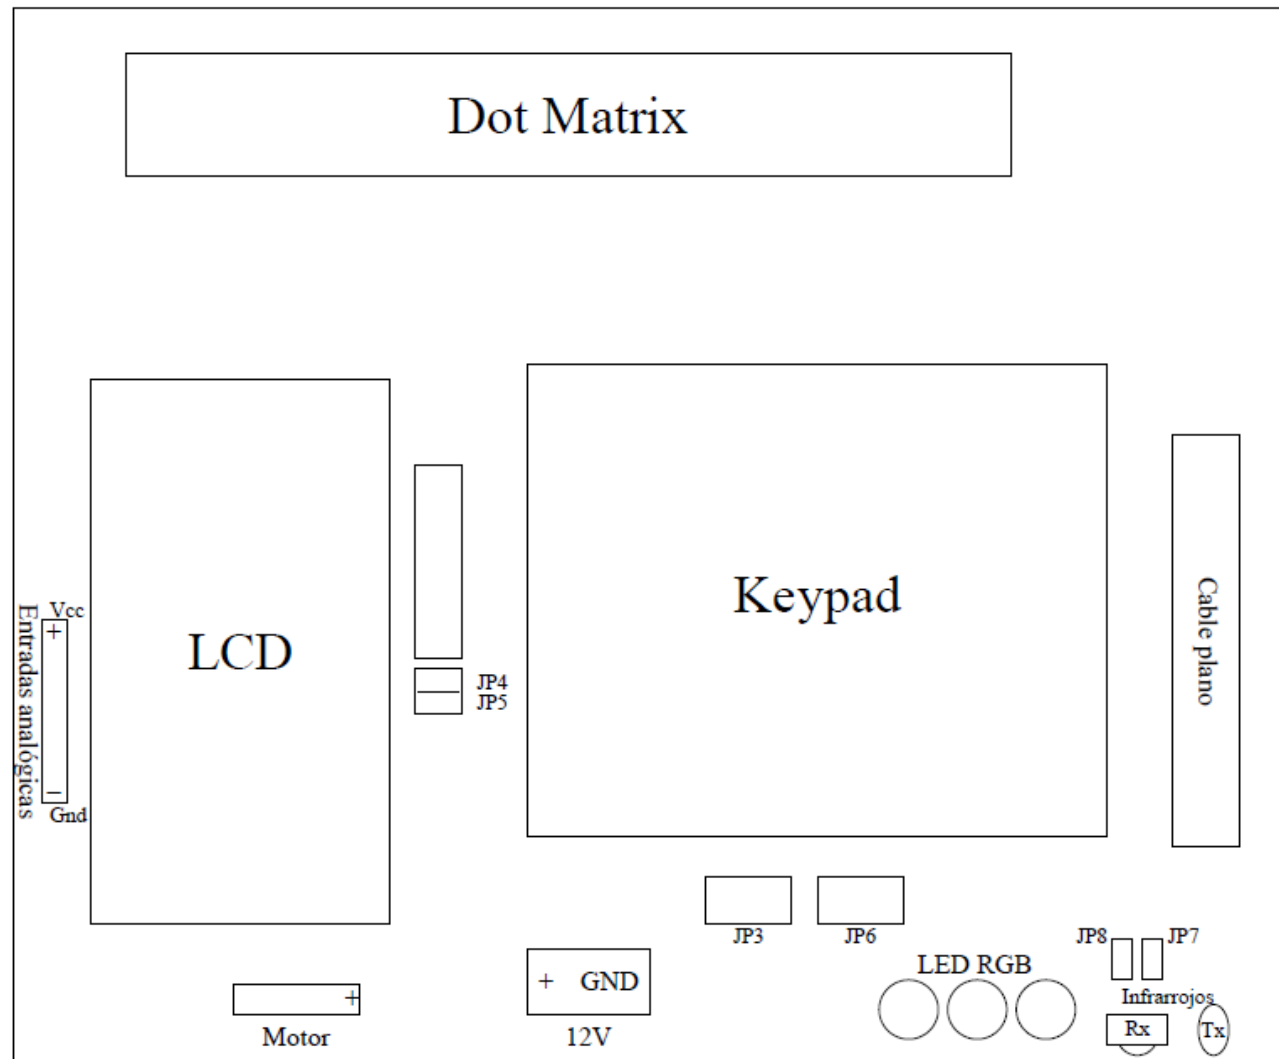 Dot Matrix
LCD
Keypad
Cable plano
Entradas analógicas
Vcc
+
−
Gnd
JP4
JP5
JP3
JP6
JP8
JP7
LED RGB
Infrarrojos
Rx
Tx
+
Motor
+ GND
12V